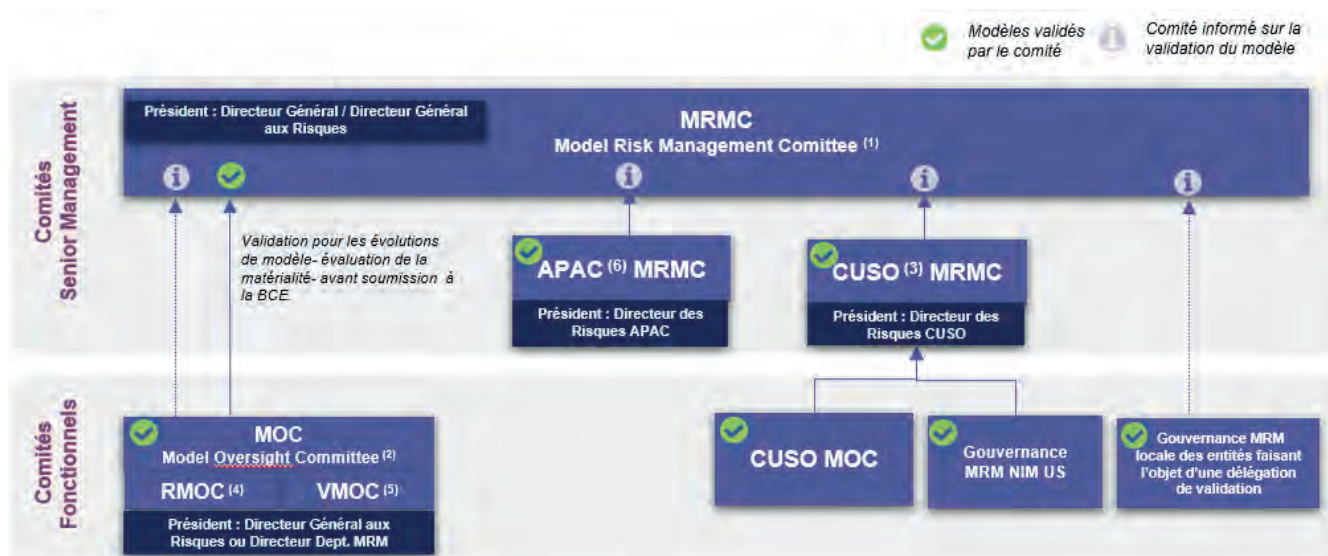 Modèles validés
par le comité
Comité informé sur la
validation du modèle
Comités
Senior Management
Président : Directeur Général / Directeur Général
aux Risques
MRMC
Model Risk Management Comittee (1)
Validation pour les évolutions
de modèle- évaluation de la
matérialité- avant soumission à
la BCE.
APAC (6) MRMC
Président : Directeur des
Risques APAC
CUSO (3) MRMC
Président : Directeur des
Risques CUSO
Comités
Fonctionnels
MOC
Model Oversight Committee (2)
RMOC (4) VMOC (5)
Président : Directeur Général aux
Risques ou Directeur Dept. MRM
CUSO MOC
Gouvernance
MRM NIM US
Gouvernance MRM
locale des entités faisant
l'objet d'une délégation
de validation